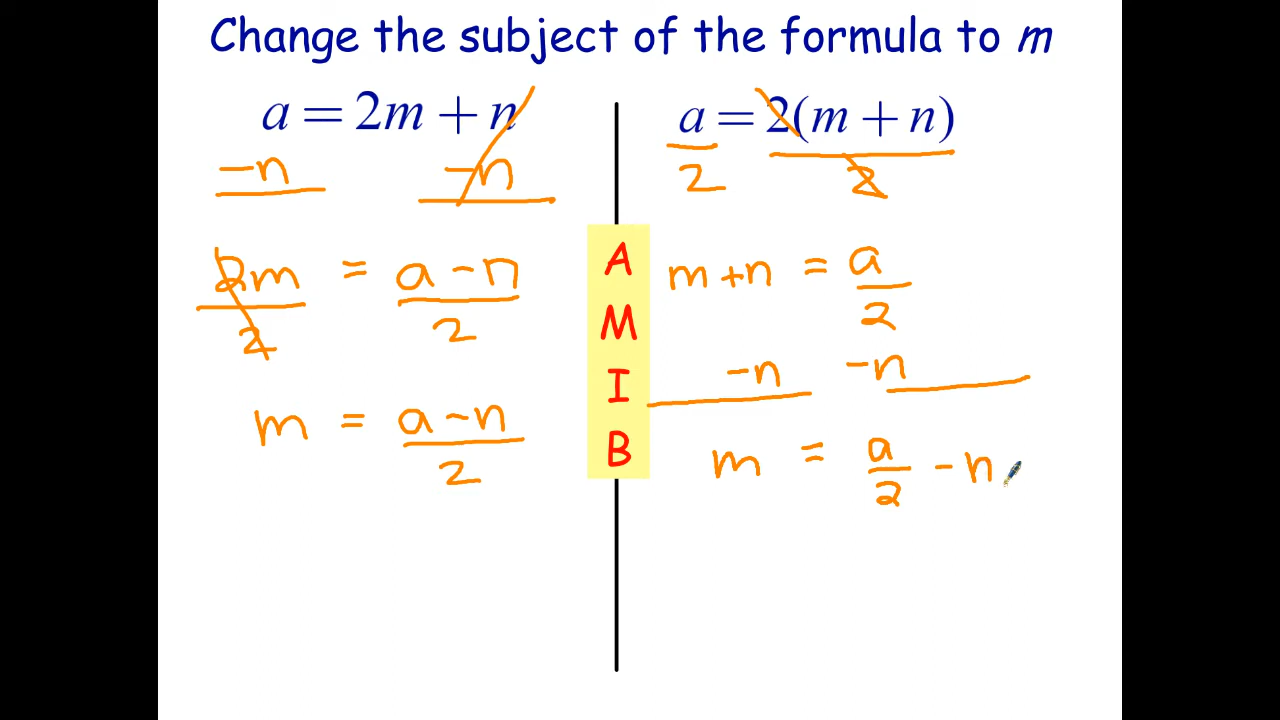 Change the subject of the formula to m
a = 2m + n
-n -n
2m = a - n
2 2
m = a - n
2
A
M
I
B
a = 2(m + n)
2 2
m + n = a
2
-n -n
m = a - n
2